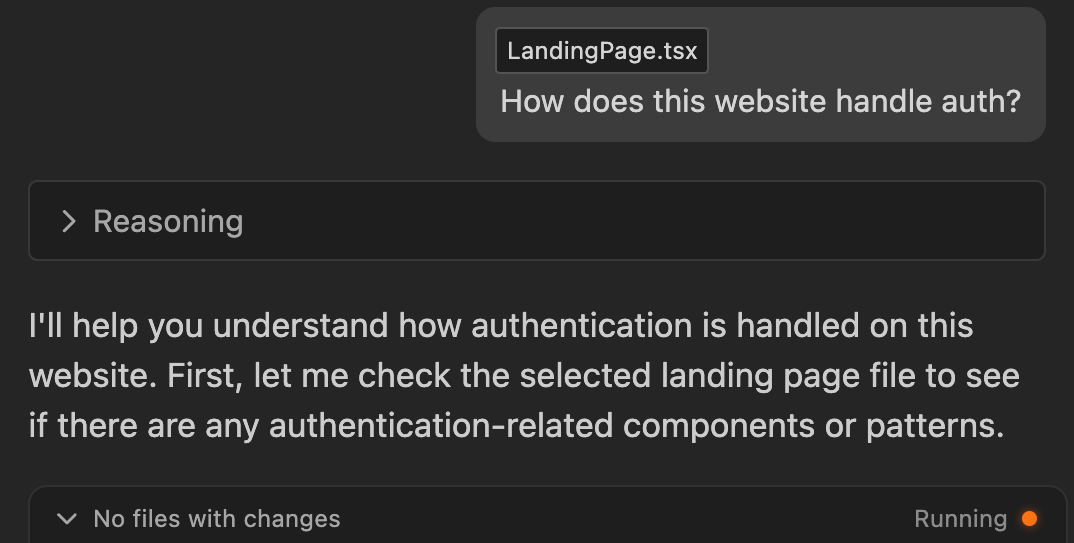 LandingPage.tsx
How does this website handle auth?
Reasoning
I'll help you understand how authentication is handled on this
website. First, let me check the selected landing page file to see
if there are any authentication-related components or patterns.
No files with changes
Running